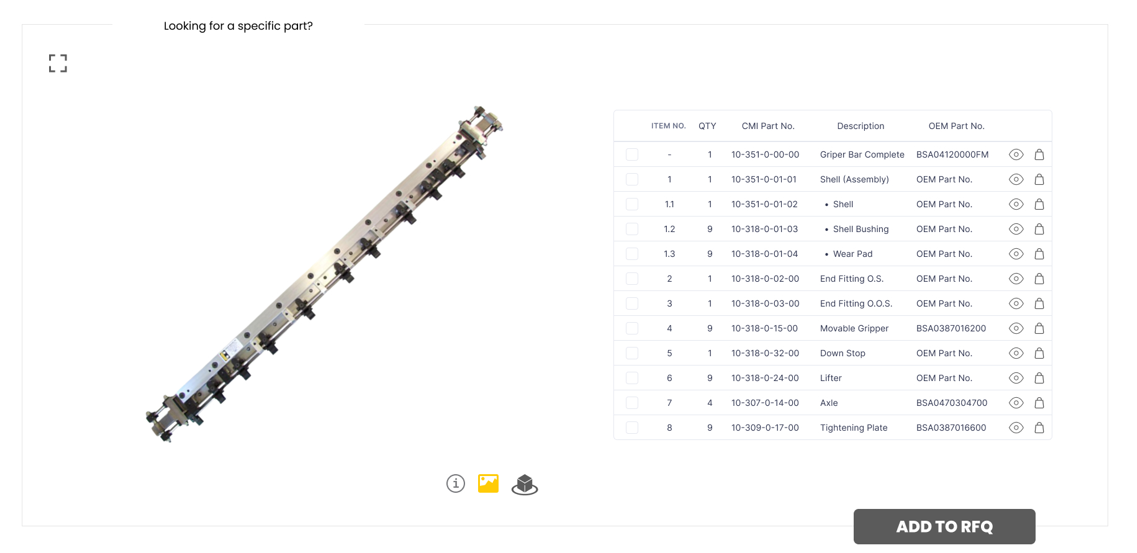 Looking for a specific part?
ITEM NO. QTY CMI Part No. Description OEM Part No.
- 1 10-351-0-00-00 Griper Bar Complete BSA04120000FM
1 1 10-351-0-01-01 Shell (Assembly) OEM Part No.
1.1 1 10-351-0-01-02 • Shell OEM Part No.
1.2 9 10-318-0-01-03 • Shell Bushing OEM Part No.
1.3 9 10-318-0-01-04 • Wear Pad OEM Part No.
2 1 10-318-0-02-00 End Fitting O.S. OEM Part No.
3 1 10-318-0-03-00 End Fitting O.O.S. OEM Part No.
4 9 10-318-0-15-00 Movable Gripper BSA0387016200
5 1 10-318-0-32-00 Down Stop OEM Part No.
6 9 10-318-0-24-00 Lifter OEM Part No.
7 4 10-307-0-14-00 Axle BSA0470304700
8 9 10-309-0-17-00 Tightening Plate BSA0387016600
ADD TO RFQ